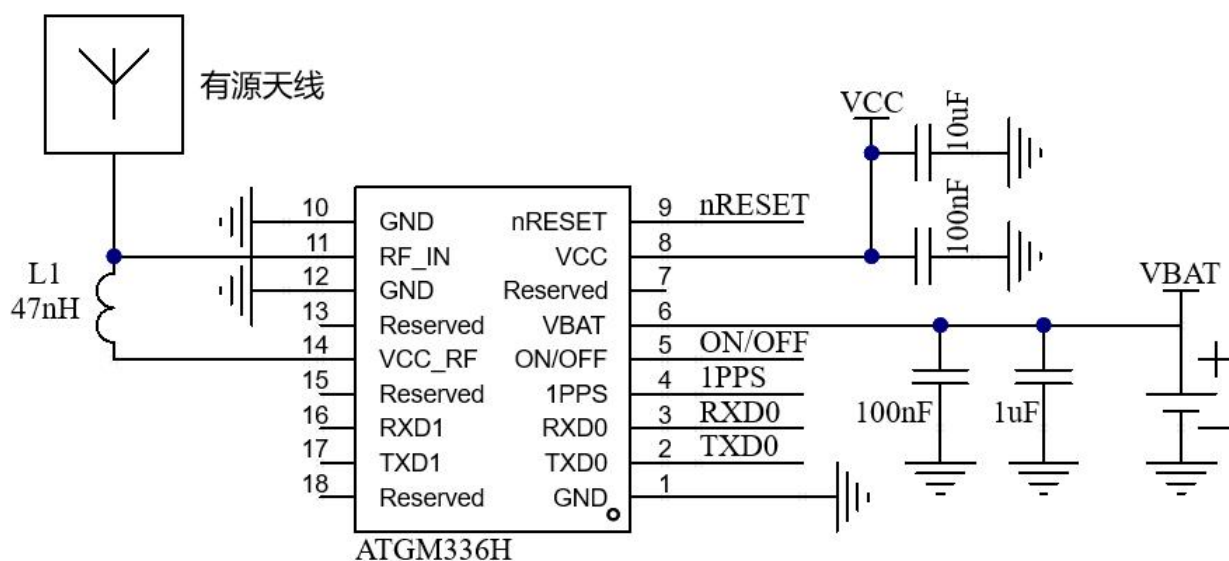 有源天线
VCC
10uF
100nF
10 GND nRESET 9 nRESET
11 RF_IN VCC 8
12 GND Reserved 7
VBAT
L1
47nH
13 Reserved VBAT 6
14 VCC_RF ON/OFF 5 ON/OFF
+
15 Reserved 1PPS 4 1PPS
16 RXD1 RXD0 3 RXD0
100nF
1uF
17 TXD1 TXD0 2 TXD0
18 Reserved GND 1
ATGM336H